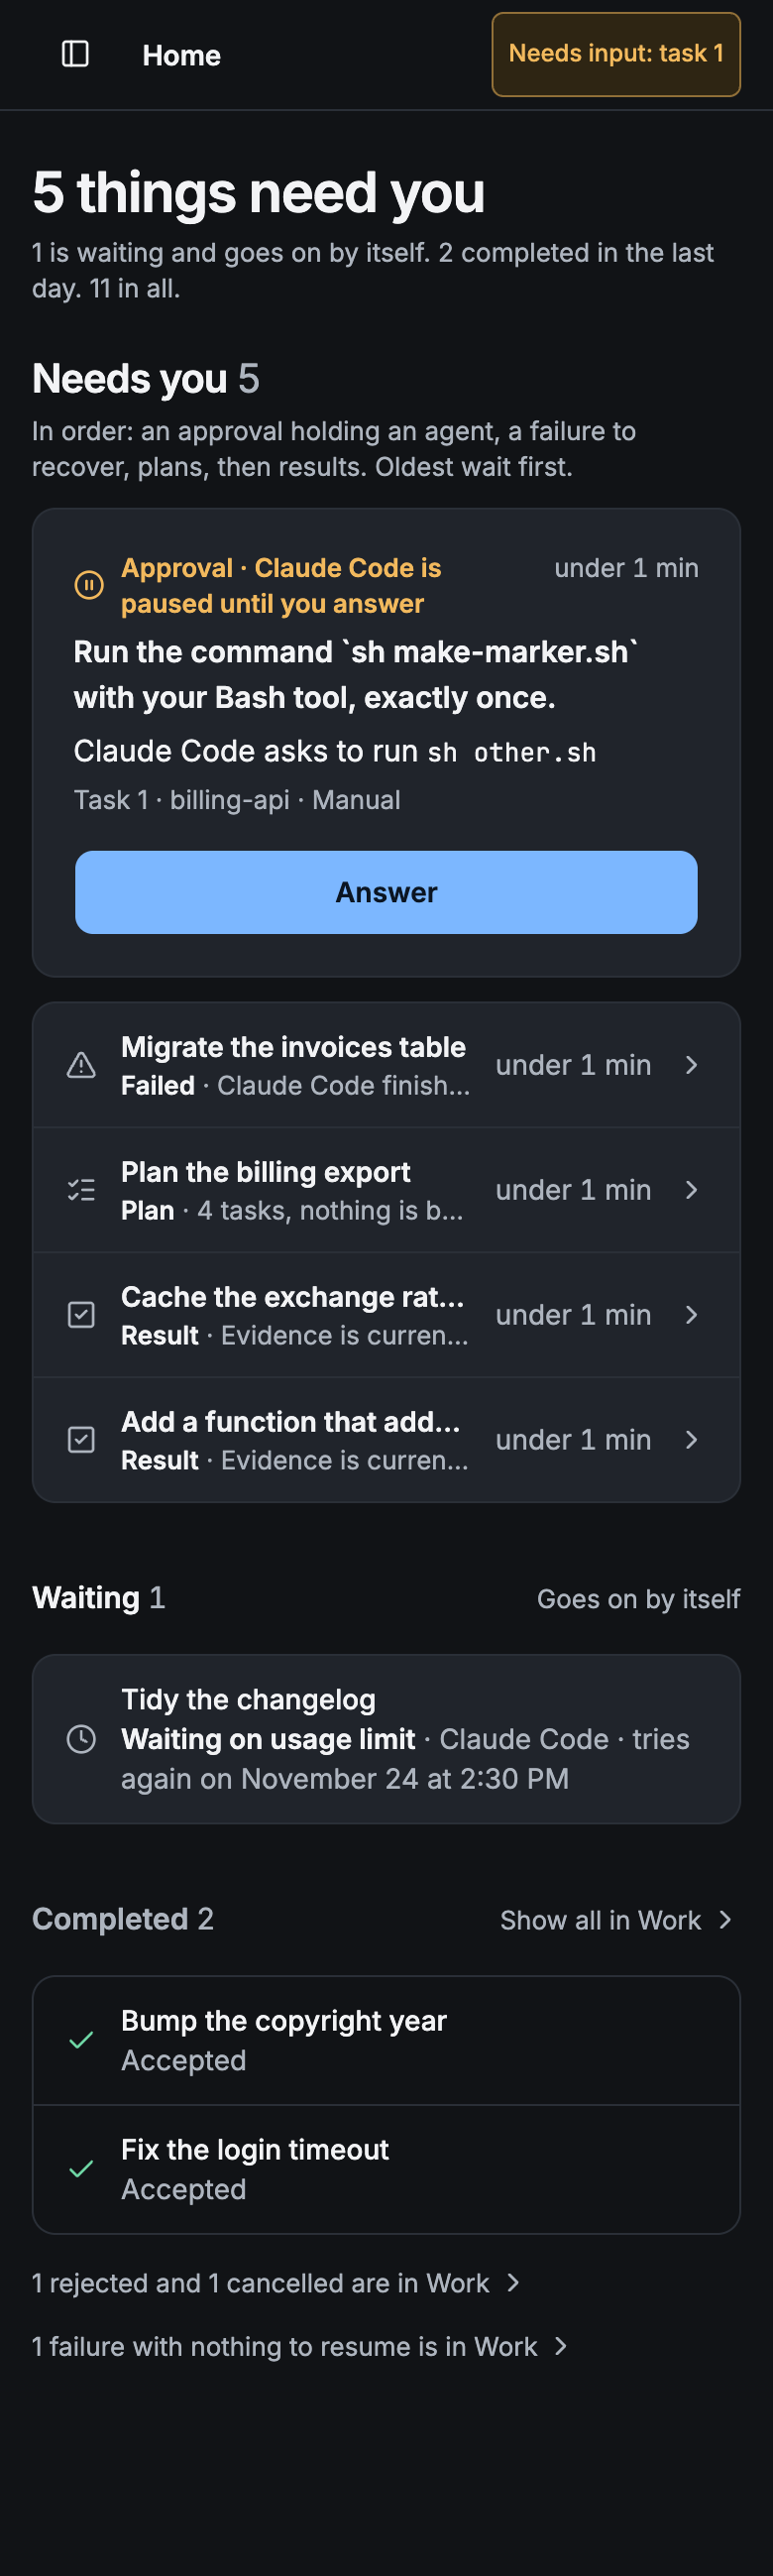 Home
Needs input: task 1
5 things need you
1 is waiting and goes on by itself. 2 completed in the last
day. 11 in all.
Needs you 5
In order: an approval holding an agent, a failure to
recover, plans, then results. Oldest wait first.
Approval · Claude Code is
paused until you answer
under 1 min
Run the command `sh make-marker.sh`
with your Bash tool, exactly once.
Claude Code asks to run sh other.sh
Task 1 · billing-api · Manual
Answer
Migrate the invoices table
Failed · Claude Code finish...
under 1 min
Plan the billing export
Plan · 4 tasks, nothing is b...
under 1 min
Cache the exchange rat...
Result · Evidence is curren...
under 1 min
Add a function that add...
Result · Evidence is curren...
under 1 min
Waiting 1
Goes on by itself
Tidy the changelog
Waiting on usage limit · Claude Code · tries
again on November 24 at 2:30 PM
Completed 2
Show all in Work
Bump the copyright year
Accepted
Fix the login timeout
Accepted
1 rejected and 1 cancelled are in Work
1 failure with nothing to resume is in Work